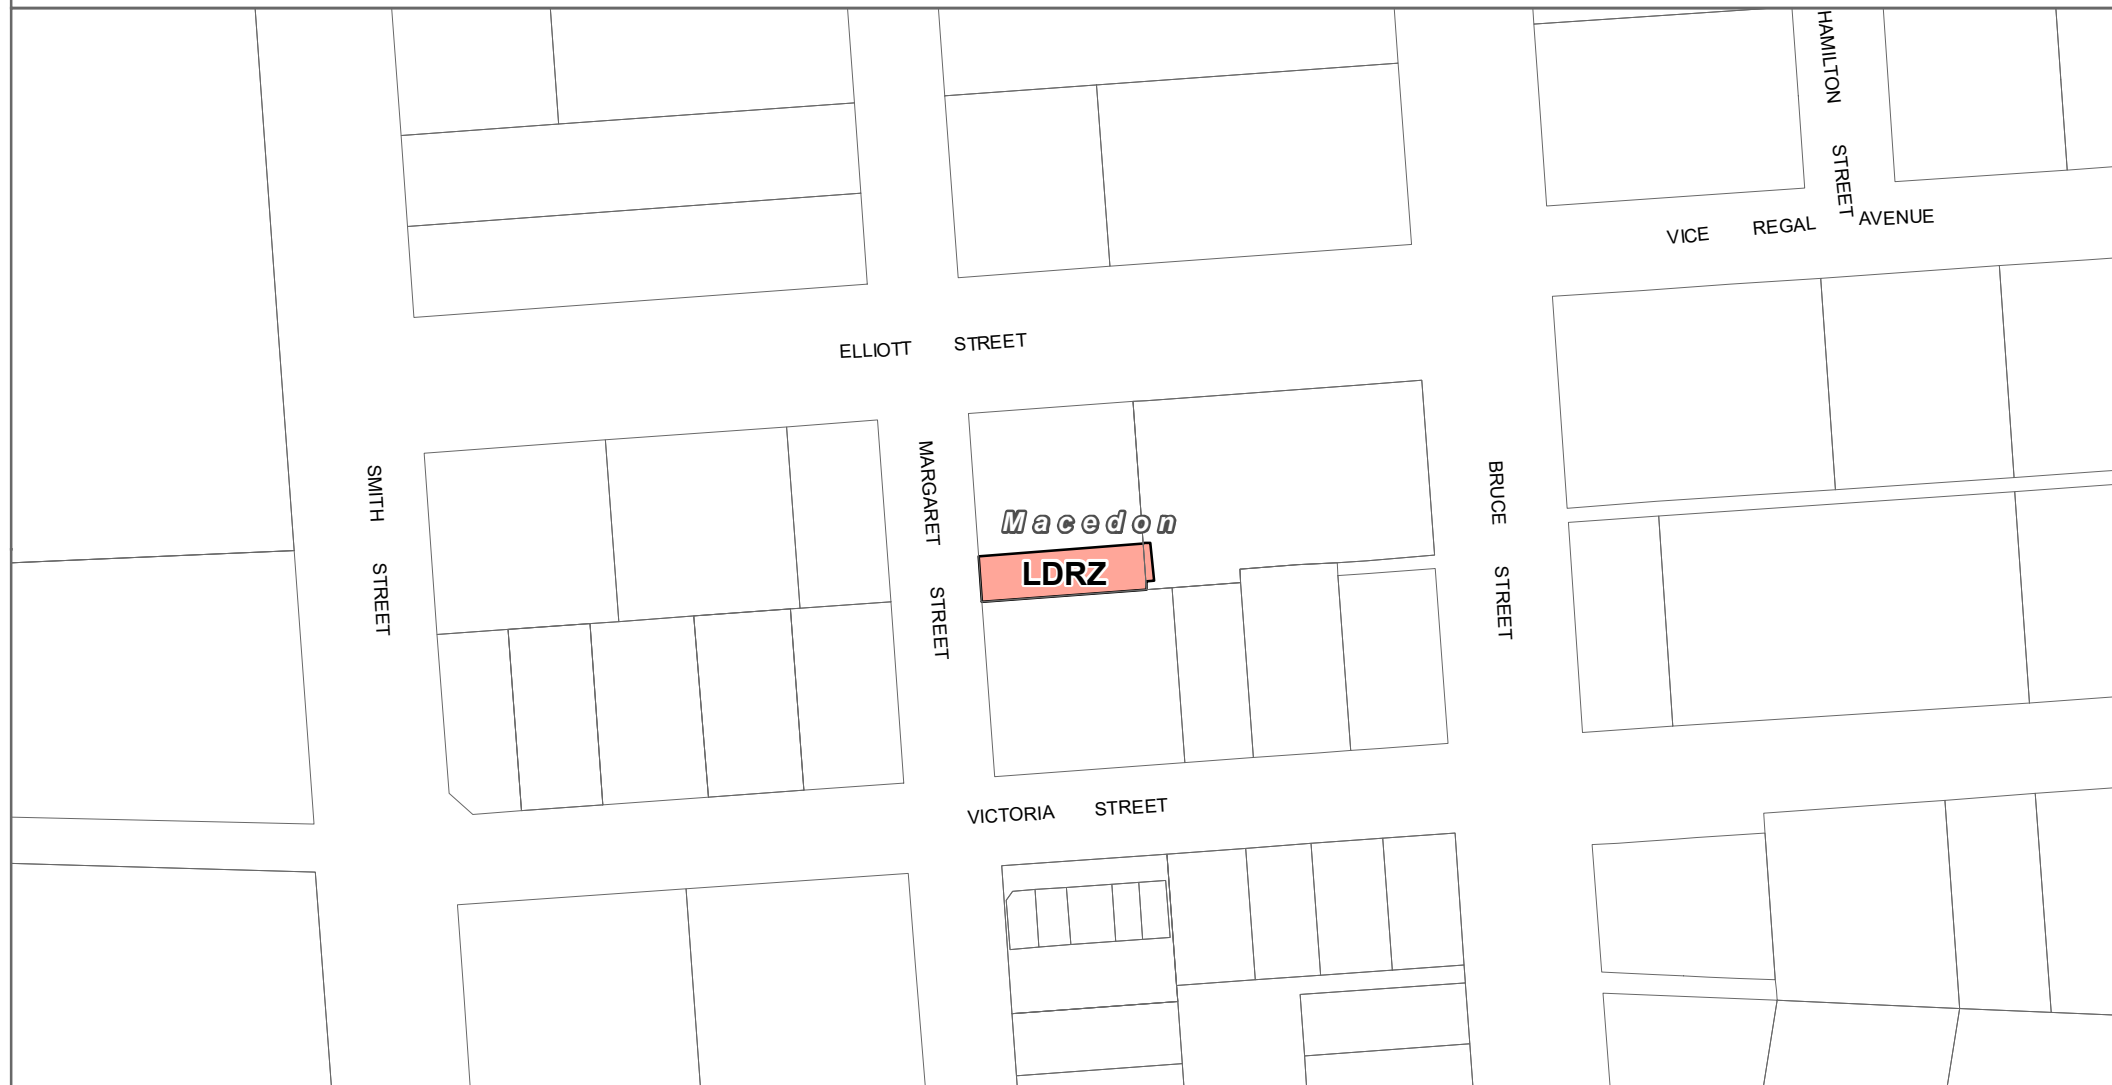 HAMILTON STREET
VICE REGAL AVENUE
ELLIOTT STREET
SMITH STREET
MARGARET STREET
BRUCE STREET
Macedon
LDRZ
VICTORIA STREET